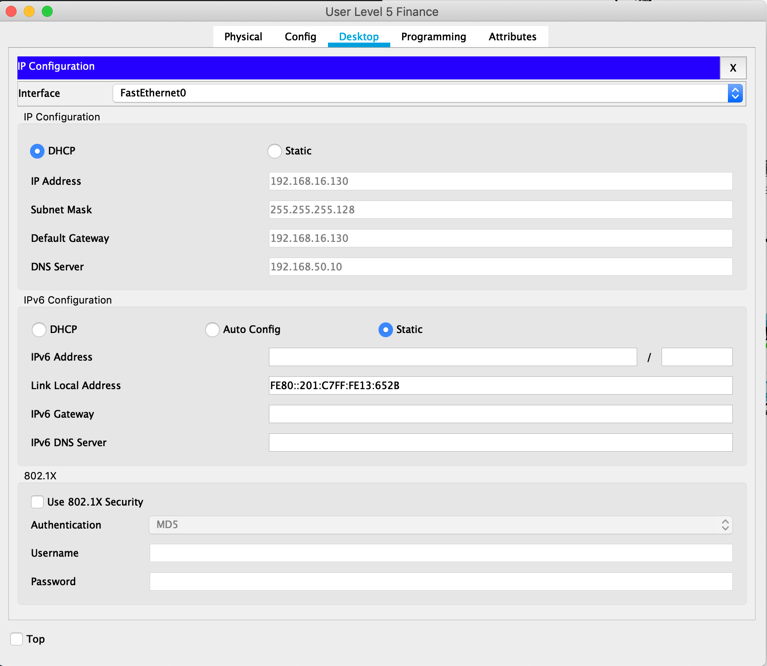 User Level 5 Finance
Physical Config Desktop Programming Attributes
IP Configuration X
Interface FastEthernet0
IP Configuration
DHCP Static
IP Address 192.168.16.130
Subnet Mask 255.255.255.128
Default Gateway 192.168.16.130
DNS Server 192.168.50.10
IPv6 Configuration
DHCP Auto Config Static
IPv6 Address /
Link Local Address FE80::201:C7FF:FE13:652B
IPv6 Gateway
IPv6 DNS Server
802.1X
Use 802.1X Security
Authentication MD5
Username
Password
Top